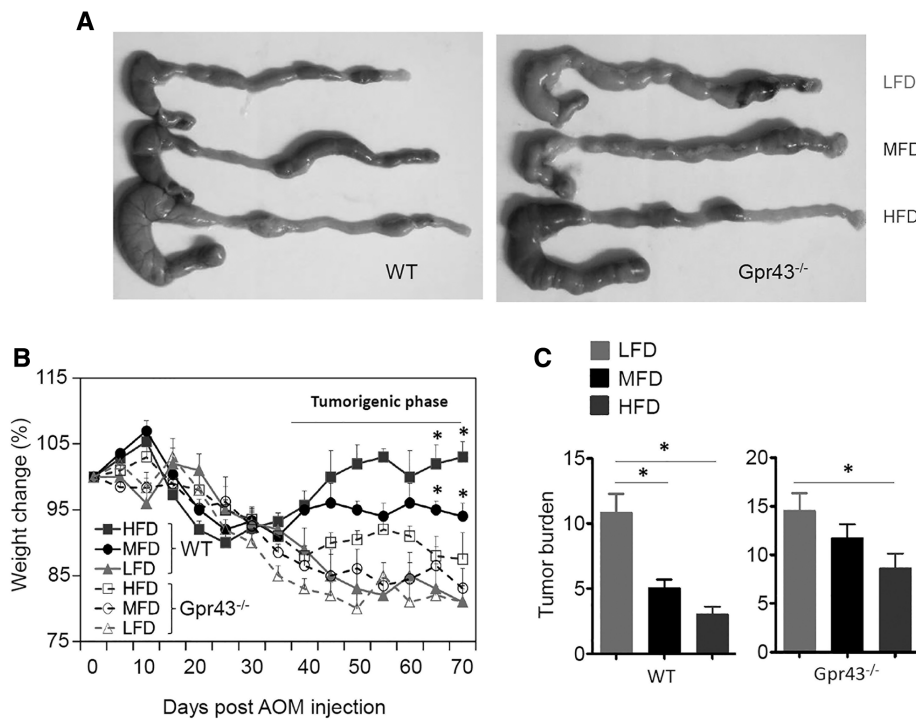 A
WT
Gpr43-/-
LFD
MFD
HFD
B
115
105
95
85
75
Weight change (%)
Tumorigenic phase
* *
* *
HFD
MFD
LFD
WT
HFD
MFD
LFD
Gpr43-/-
0 10 20 30 40 50 60 70
Days post AOM injection
C
LFD
MFD
HFD
Tumor burden
15
10
5
0
*
*
WT
20
15
10
5
0
*
Gpr43-/-